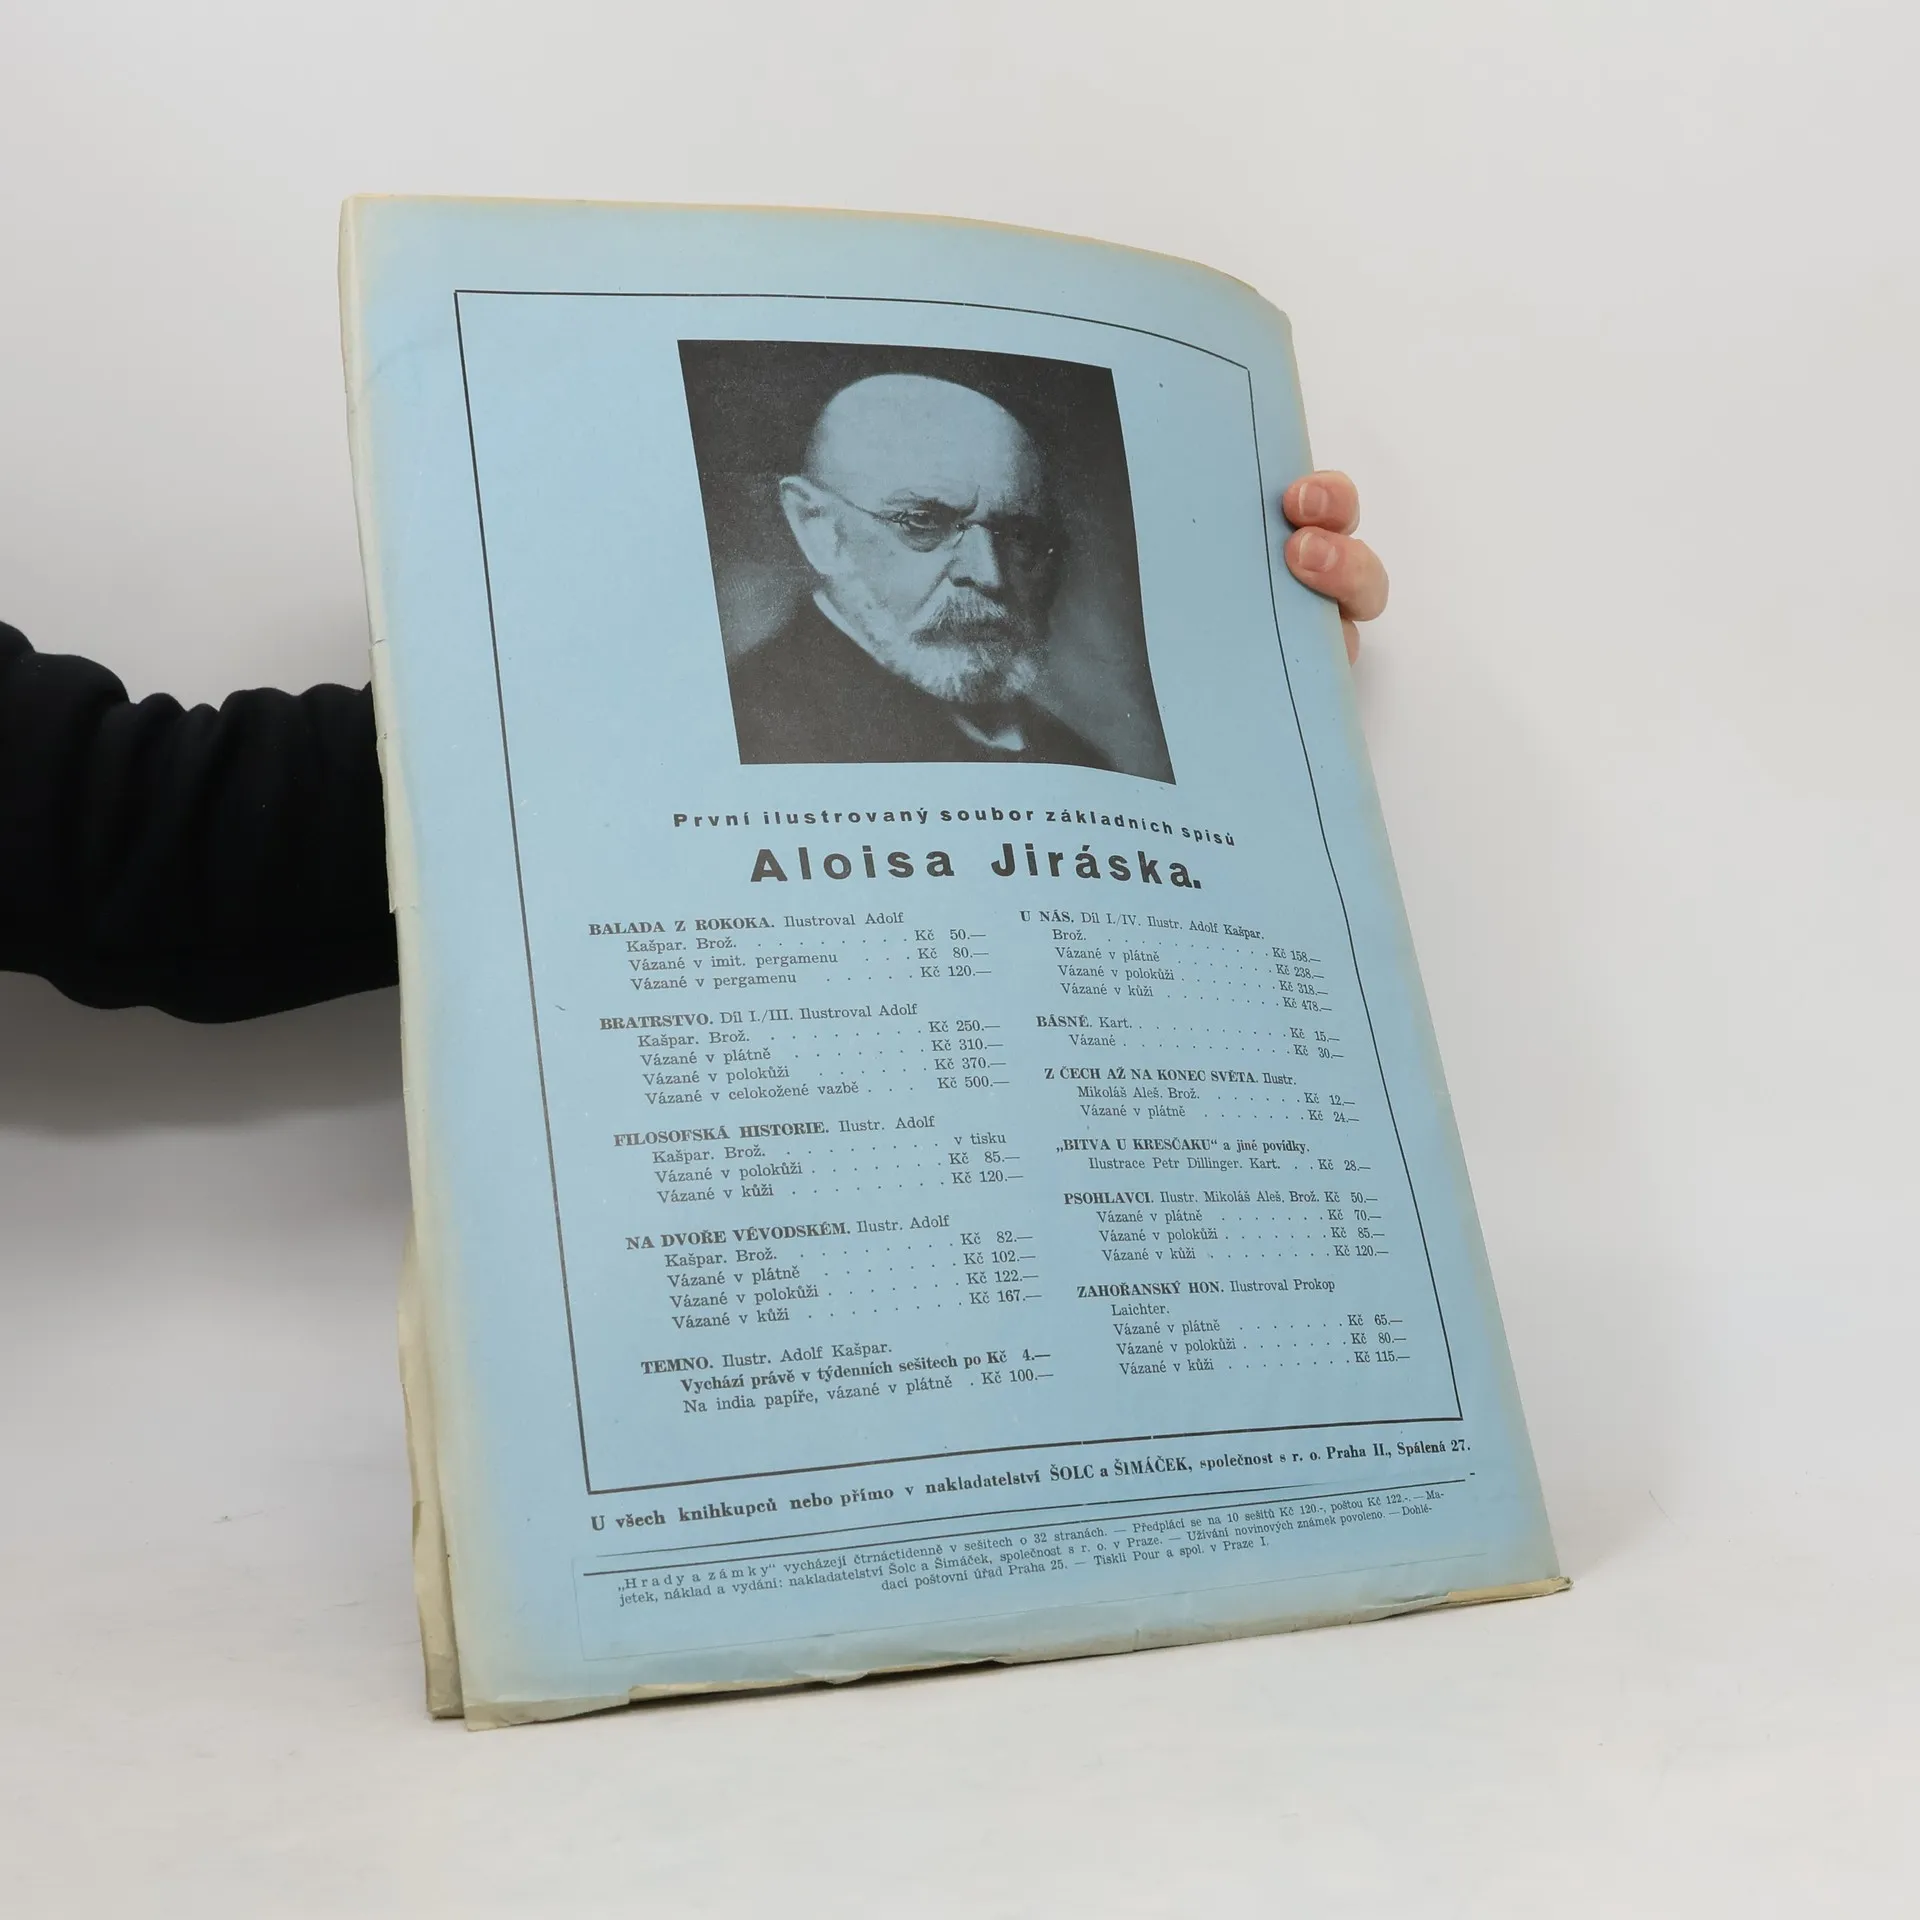 První ilustrovaný soubor základních spisů
Aloisa Jiráska.
BALADA Z ROKOKA. Ilustroval Adolf
Kašpar. Brož. . . . . . . . . Kč 50.—
Vázané v imit. pergamenu . . . Kč 80.—
Vázané v pergamenu . . . . . Kč 120.—
BRATRSTVO. Díl I./III. Ilustroval Adolf
Kašpar. Brož. . . . . . . . . Kč 250.—
Vázané v plátně . . . . . . . Kč 310.—
Vázané v polokůži . . . . . . Kč 370.—
Vázané v celokožené vazbě . . . Kč 500.—
FILOSOFSKÁ HISTORIE. Ilustr. Adolf
Kašpar. Brož. . . . . . . . . v tisku
Vázané v polokůži . . . . . . . Kč 85.—
Vázané v kůži . . . . . . . . Kč 120.—
NA DVOŘE VÉVODSKÉM. Ilustr. Adolf
Kašpar. Brož. . . . . . . . . Kč 82.—
Vázané v plátně . . . . . . . Kč 102.—
Vázané v polokůži . . . . . . . Kč 122.—
Vázané v kůži . . . . . . . . Kč 167.—
TEMNO. Ilustr. Adolf Kašpar.
Vychází právě v týdenních sešitech po Kč 4.—
Na india papíře, vázané v plátně . Kč 100.—
U NÁS. Díl I./IV. Ilustr. Adolf Kašpar.
Brož. . . . . . . . . . . . Kč 158.—
Vázané v plátně . . . . . . . Kč 238.—
Vázané v polokůži . . . . . . . Kč 318.—
Vázané v kůži . . . . . . . . Kč 478.—
BÁSNĚ. Kart. . . . . . . . . . . Kč 15.—
Vázané . . . . . . . . . . . Kč 30.—
Z ČECH AŽ NA KONEC SVĚTA. Ilustr.
Mikoláš Aleš. Brož. . . . . . . Kč 12.—
Vázané v plátně . . . . . . . Kč 24.—
„BITVA U KRESČAKU“ a jiné povídky.
Ilustrace Petr Dillinger. Kart. . . Kč 28.—
PSOHLAVCI. Ilustr. Mikoláš Aleš. Brož. Kč 50.—
Vázané v plátně . . . . . . . Kč 70.—
Vázané v polokůži . . . . . . . Kč 85.—
Vázané v kůži . . . . . . . . Kč 120.—
ZAHOŘANSKÝ HON. Ilustroval Prokop
Laichter.
Vázané v plátně . . . . . . . Kč 65.—
Vázané v polokůži . . . . . . . Kč 80.—
Vázané v kůži . . . . . . . . Kč 115.—
U všech knihkupců nebo přímo v nakladatelství ŠOLC a ŠIMÁČEK, společnost s r. o. Praha II., Spálená 27.
„Hrady a zámky“ vycházejí čtrnáctidenně v sešitech o 32 stranách. — Předplácí se na 10 sešitů Kč 120.-, poštou Kč 122.-. — Ma-
jetek, náklad a vydání: nakladatelství Šolc a Šimáček, společnost s r. o. v Praze. — Užívání novinových známek povoleno. — Dohlé-
dací poštovní úřad Praha 25. — Tiskli Pour a spol. v Praze I.